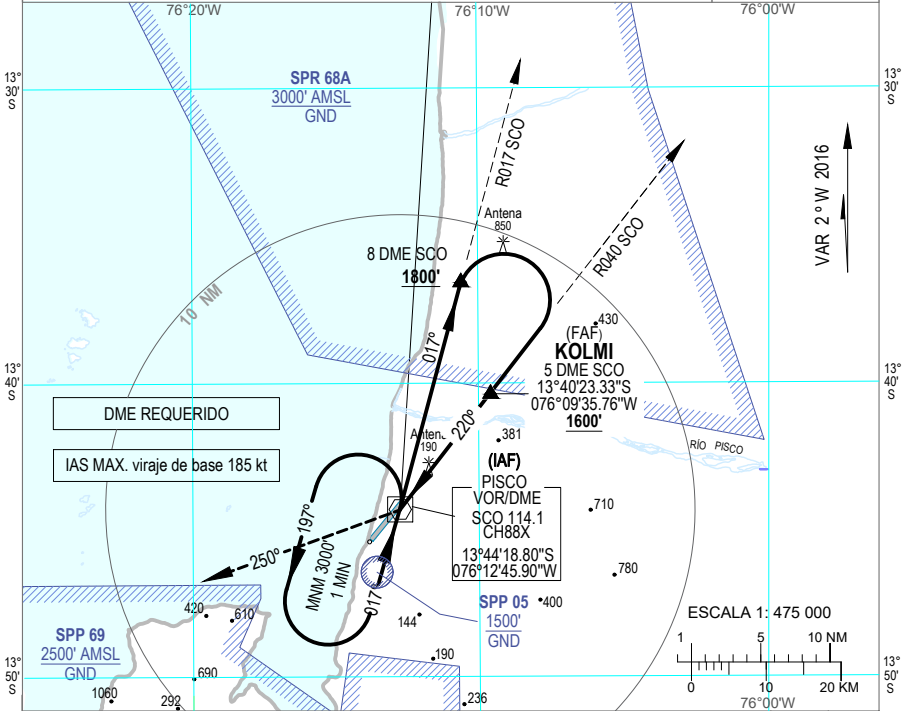 76°20'W
76°10'W
76°00'W
13°
30'
S
13°
30'
S
SPR 68A
3000' AMSL
GND
R017 SCO
VAR 2 ° W 2016
Antena
850
R040 SCO
8 DME SCO
1800'
10 NM
017°
430
(FAF)
KOLMI
5 DME SCO
13°40'23.33"S
076°09'35.76"W
1600'
13°
40'
S
13°
40'
S
DME REQUERIDO
220°
Antena
190
381
RÍO PISCO
IAS MAX. viraje de base 185 kt
(IAF)
PISCO
VOR/DME
SCO 114.1
CH88X
13°44'18.80"S
076°12'45.90"W
197°
710
250°
MNM 3000'
1 MIN
017°
780
400
SPP 05
1500'
GND
144
420
610
ESCALA 1: 475 000
1
5
10 NM
0
10
20 KM
SPP 69
2500' AMSL
GND
190
690
13°
50'
S
13°
50'
S
1060
292
236
76°00'W